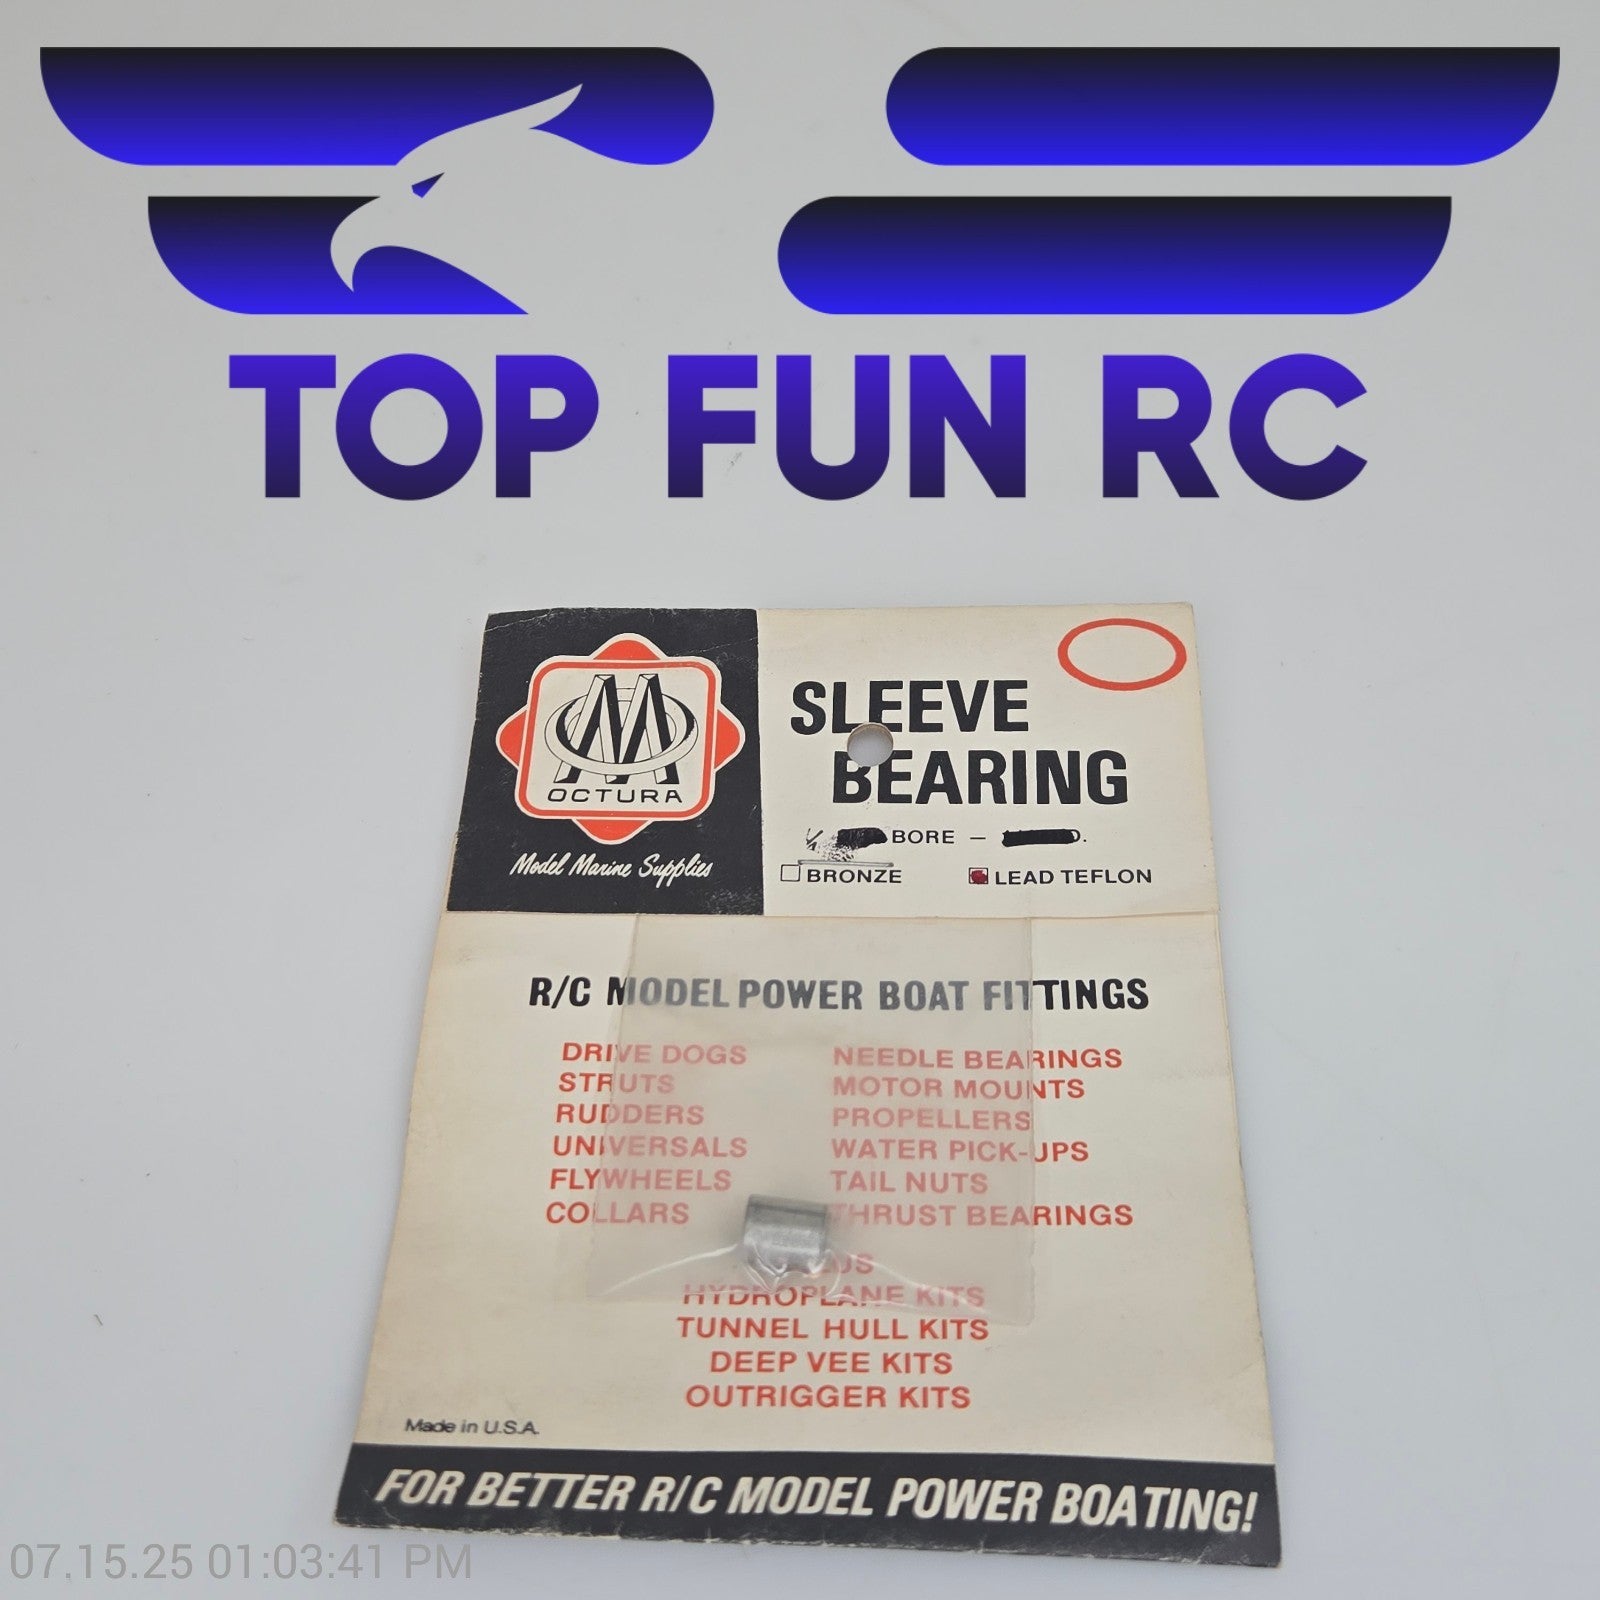 TOP FUN RC
OCTURA
Model Marine Supplies
SLEEVE
BEARING
BORE –
BRONZE
LEAD TEFLON
R/C MODEL POWER BOAT FITTINGS
DRIVE DOGS
STRUTS
RUDDERS
UNIVERSALS
FLYWHEELS
COLLARS
NEEDLE BEARINGS
MOTOR MOUNTS
PROPELLERS
WATER PICK-UPS
TAIL NUTS
THRUST BEARINGS
HYDROPLANE KITS
TUNNEL HULL KITS
DEEP VEE KITS
OUTRIGGER KITS
Made in U.S.A.
FOR BETTER R/C MODEL POWER BOATING!
07.15.25 01:03:41 PM